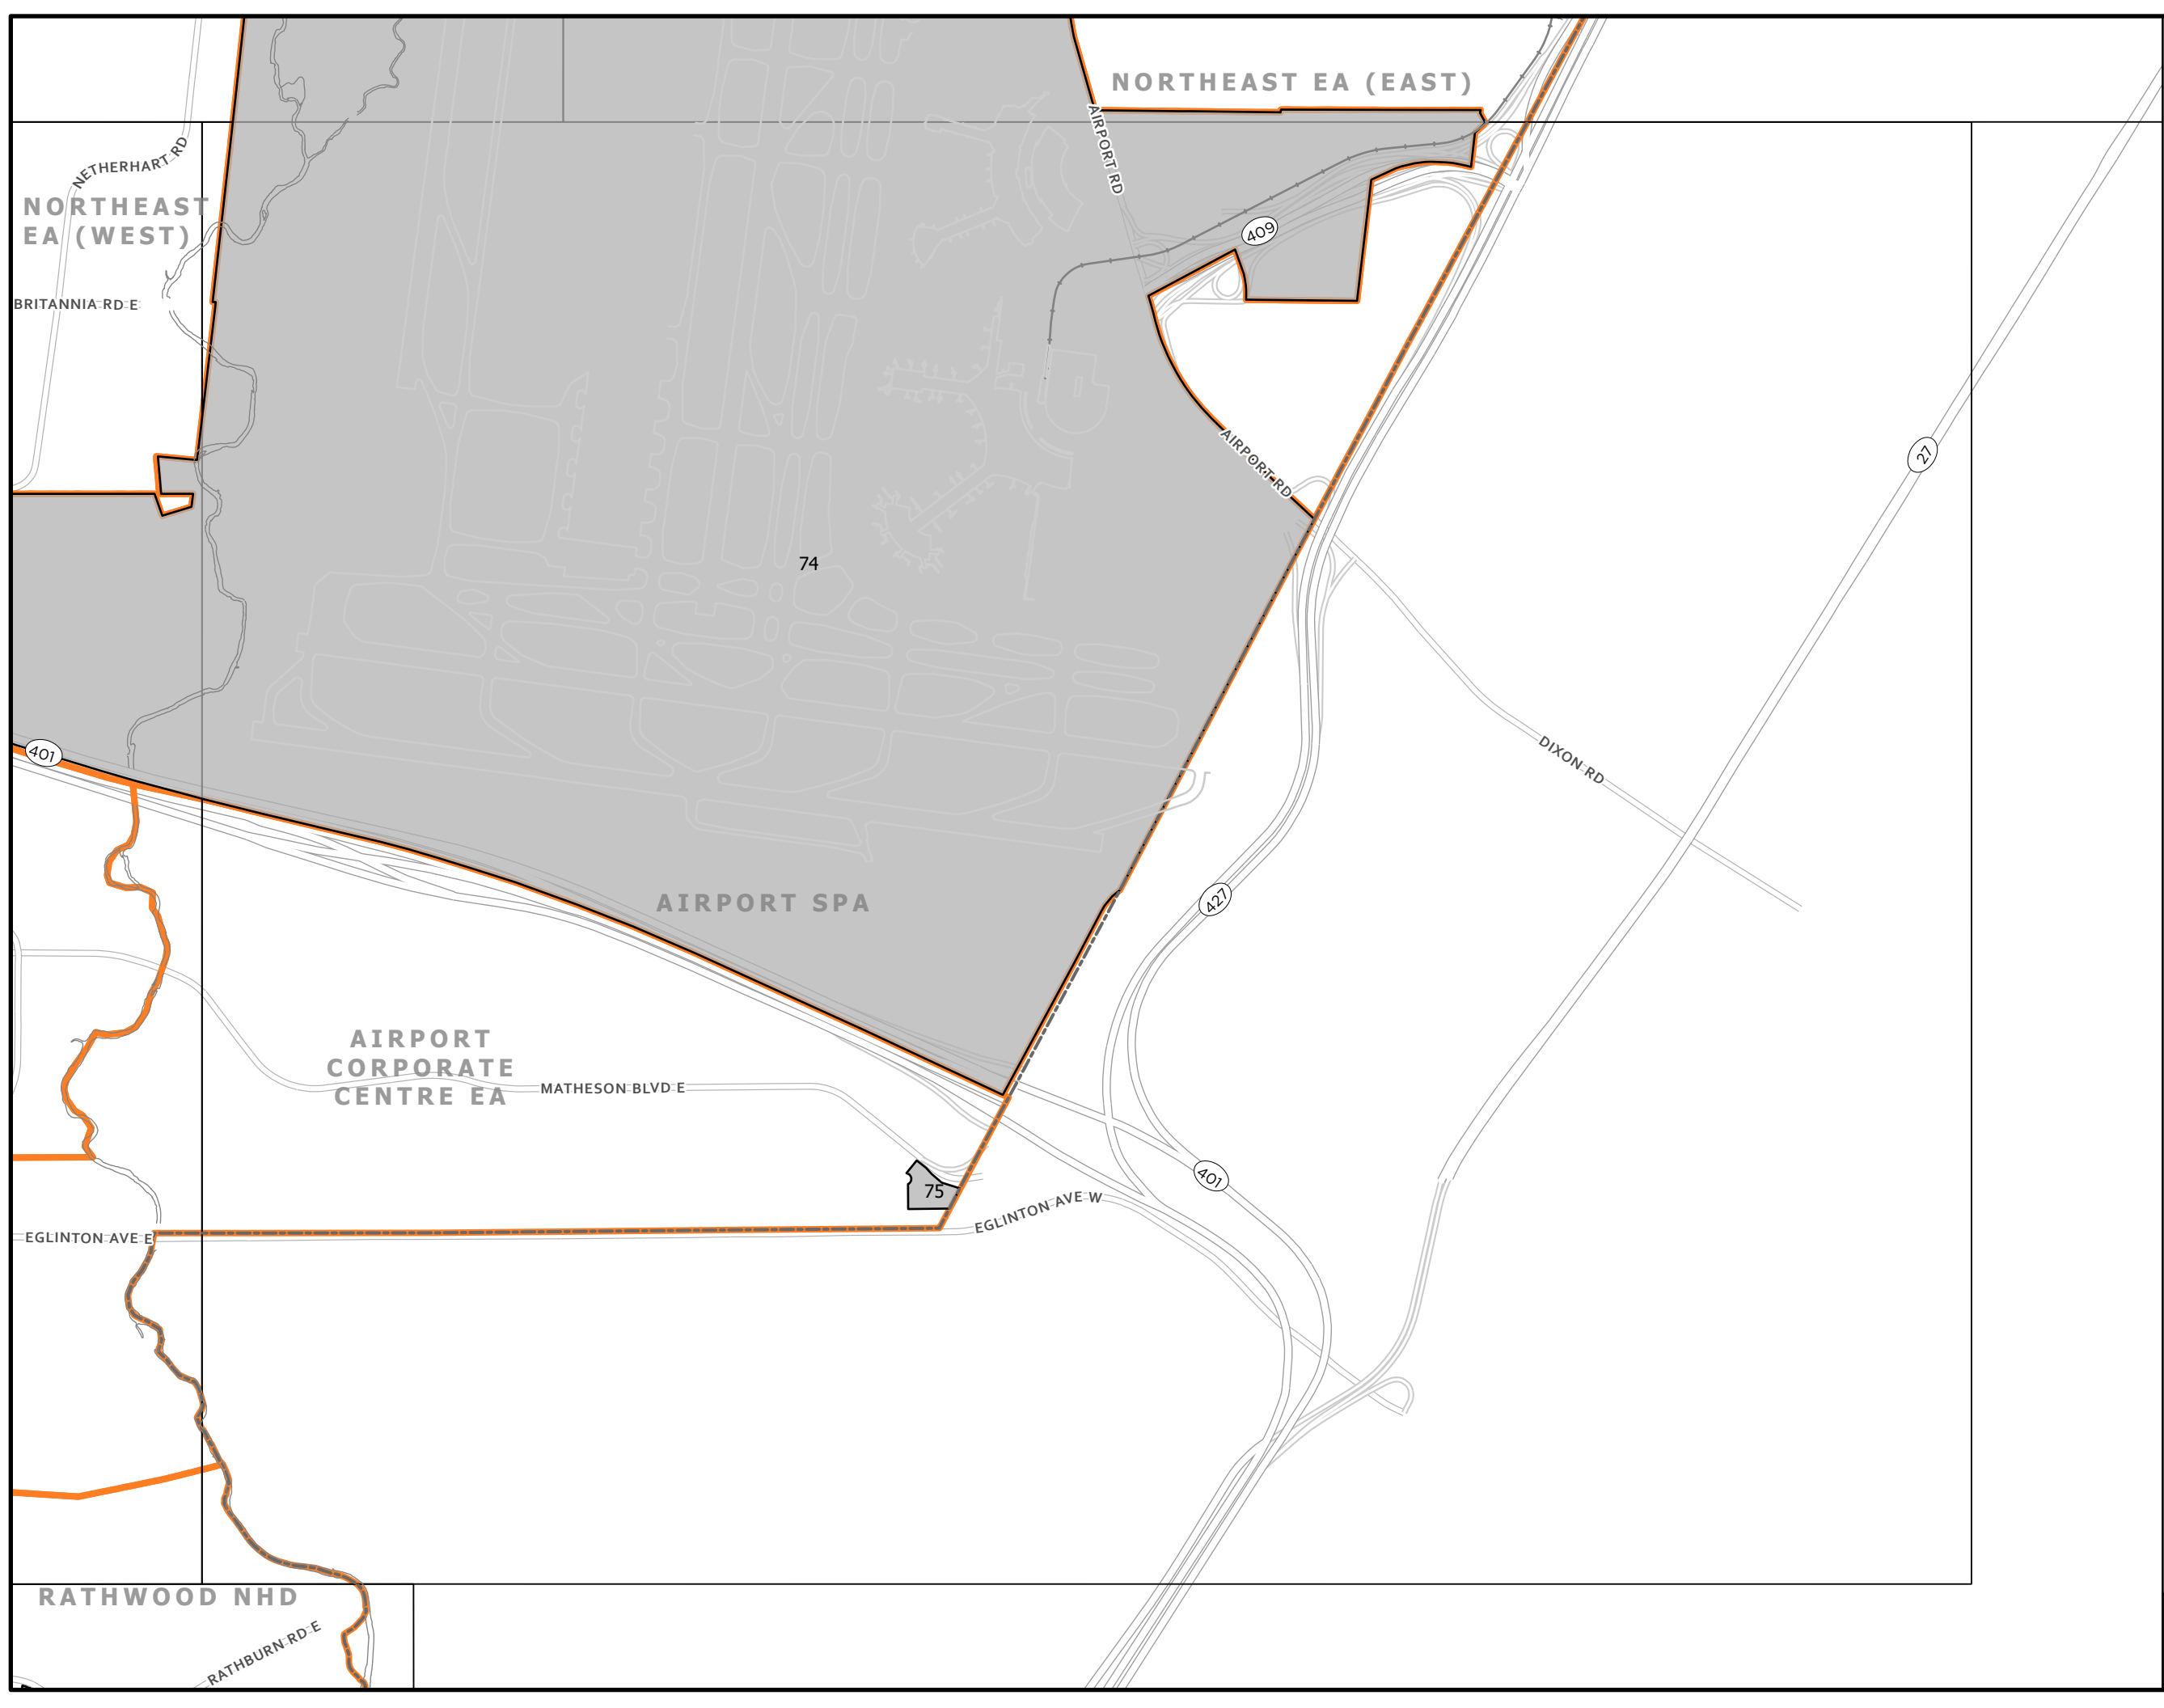 NORTHEAST EA (EAST)
AIRPORT RD
NETHERHART RD
NORTHEAST
EA (WEST)
409
BRITANNIA RD E
AIRPORT RD
27
74
401
DIXON RD
AIRPORT SPA
427
AIRPORT
CORPORATE
CENTRE EA
MATHESON BLVD E
401
75
EGLINTON AVE W
EGLINTON AVE E
RATHWOOD NHD
RATHBURN RD E